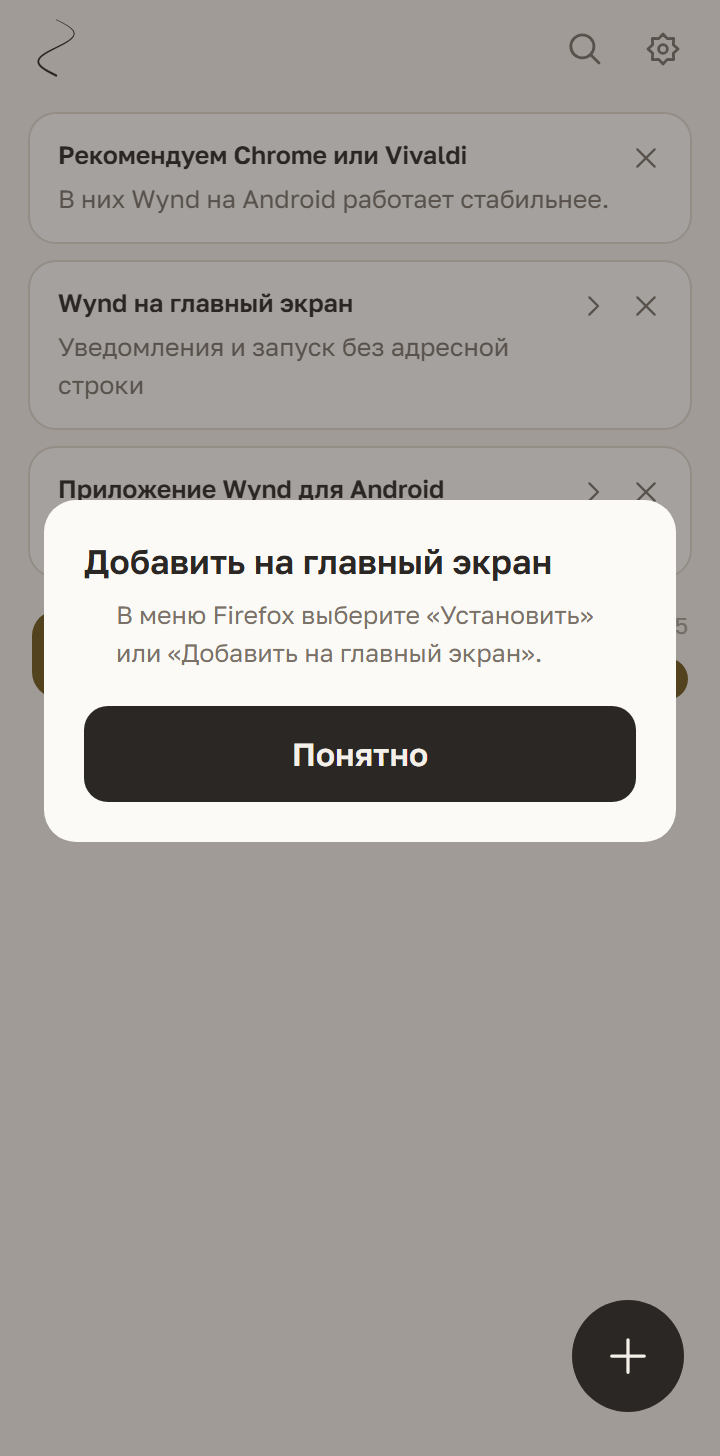 Рекомендуем Chrome или Vivaldi
В них Wynd на Android работает стабильнее.
Wynd на главный экран
Уведомления и запуск без адресной
строки
Приложение Wynd для Android
Добавить на главный экран
В меню Firefox выберите «Установить»
или «Добавить на главный экран».
5
Понятно